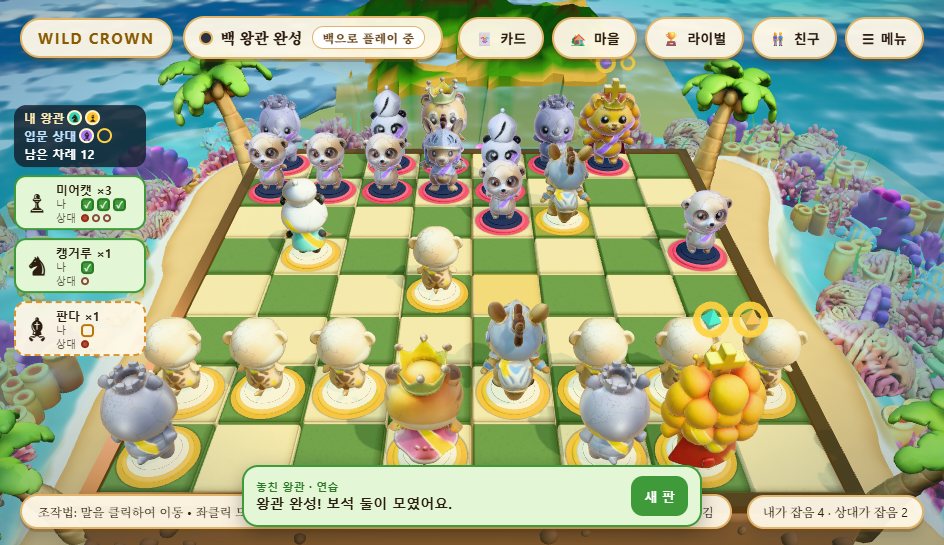 WILD CROWN
백 왕관 완성
백으로 플레이 중
카드
마을
라이벌
친구
☰ 메뉴
내 왕관
입문 상대
남은 차례 12
미어캣 ×3
나
상대
캥거루 ×1
나
상대
판다 ×1
나
상대
놓친 왕관 · 연습
왕관 완성! 보석 둘이 모였어요.
새 판
조작법: 말을 클릭하여 이동 • 좌클릭
김
내가 잡음 4 · 상대가 잡음 2